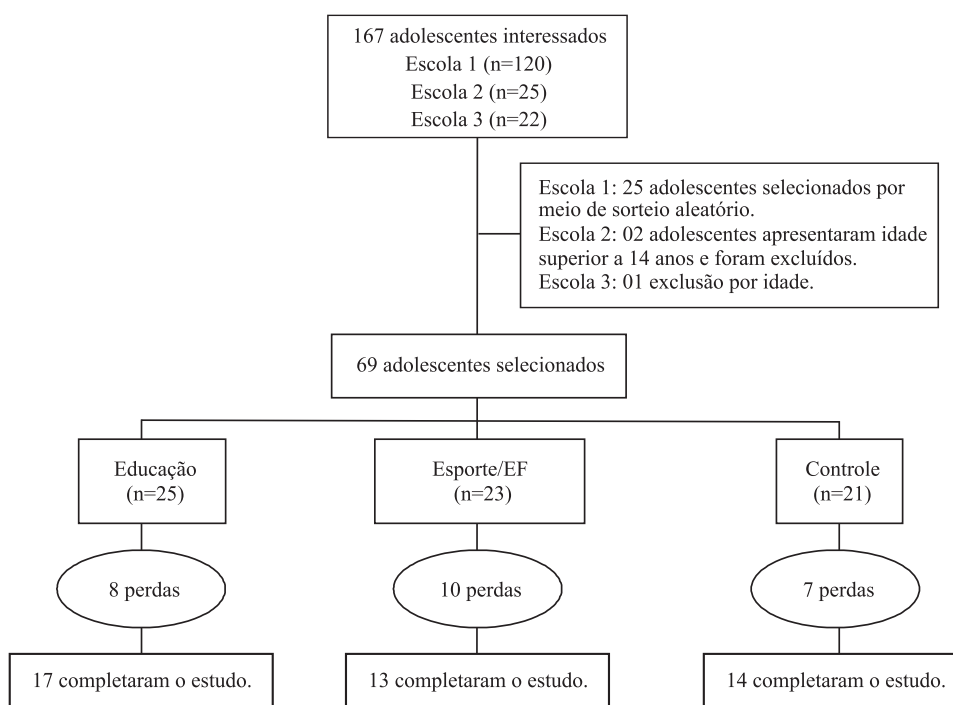 167 adolescentes interessados
Escola 1 (n=120)
Escola 2 (n=25)
Escola 3 (n=22)
Escola 1: 25 adolescentes selecionados por
meio de sorteio aleatório.
Escola 2: 02 adolescentes apresentaram idade
superior a 14 anos e foram excluídos.
Escola 3: 01 exclusão por idade.
69 adolescentes selecionados
Educação
(n=25)
Esporte/EF
(n=23)
Controle
(n=21)
8 perdas
10 perdas
7 perdas
17 completaram o estudo.
13 completaram o estudo.
14 completaram o estudo.